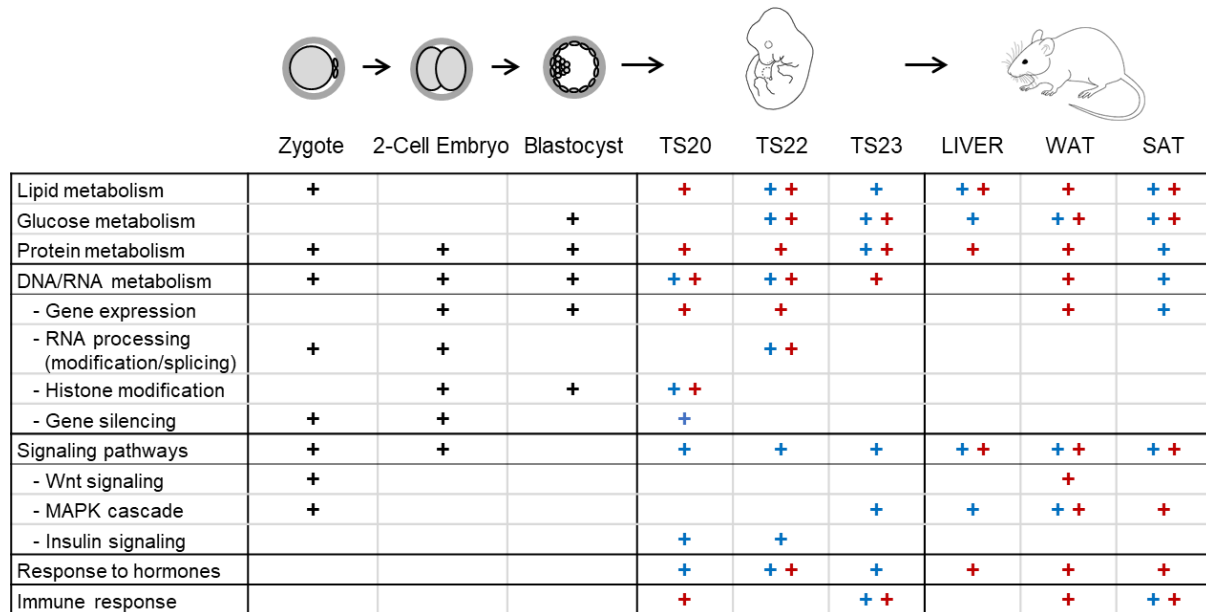 Zygote 2-Cell Embryo Blastocyst TS20 TS22 TS23 LIVER WAT SAT
Lipid metabolism + + + + + + + + + +
Glucose metabolism + + + + + + + + + +
Protein metabolism + + + + + + + + + +
DNA/RNA metabolism + + + + + + + + + +
- Gene expression + + + + + +
- RNA processing
(modification/splicing) + + + +
- Histone modification + + + +
- Gene silencing + + +
Signaling pathways + + + + + + + + + + +
- Wnt signaling + +
- MAPK cascade + + + + + +
- Insulin signaling + +
Response to hormones + + + + + + +
Immune response + + + + + +